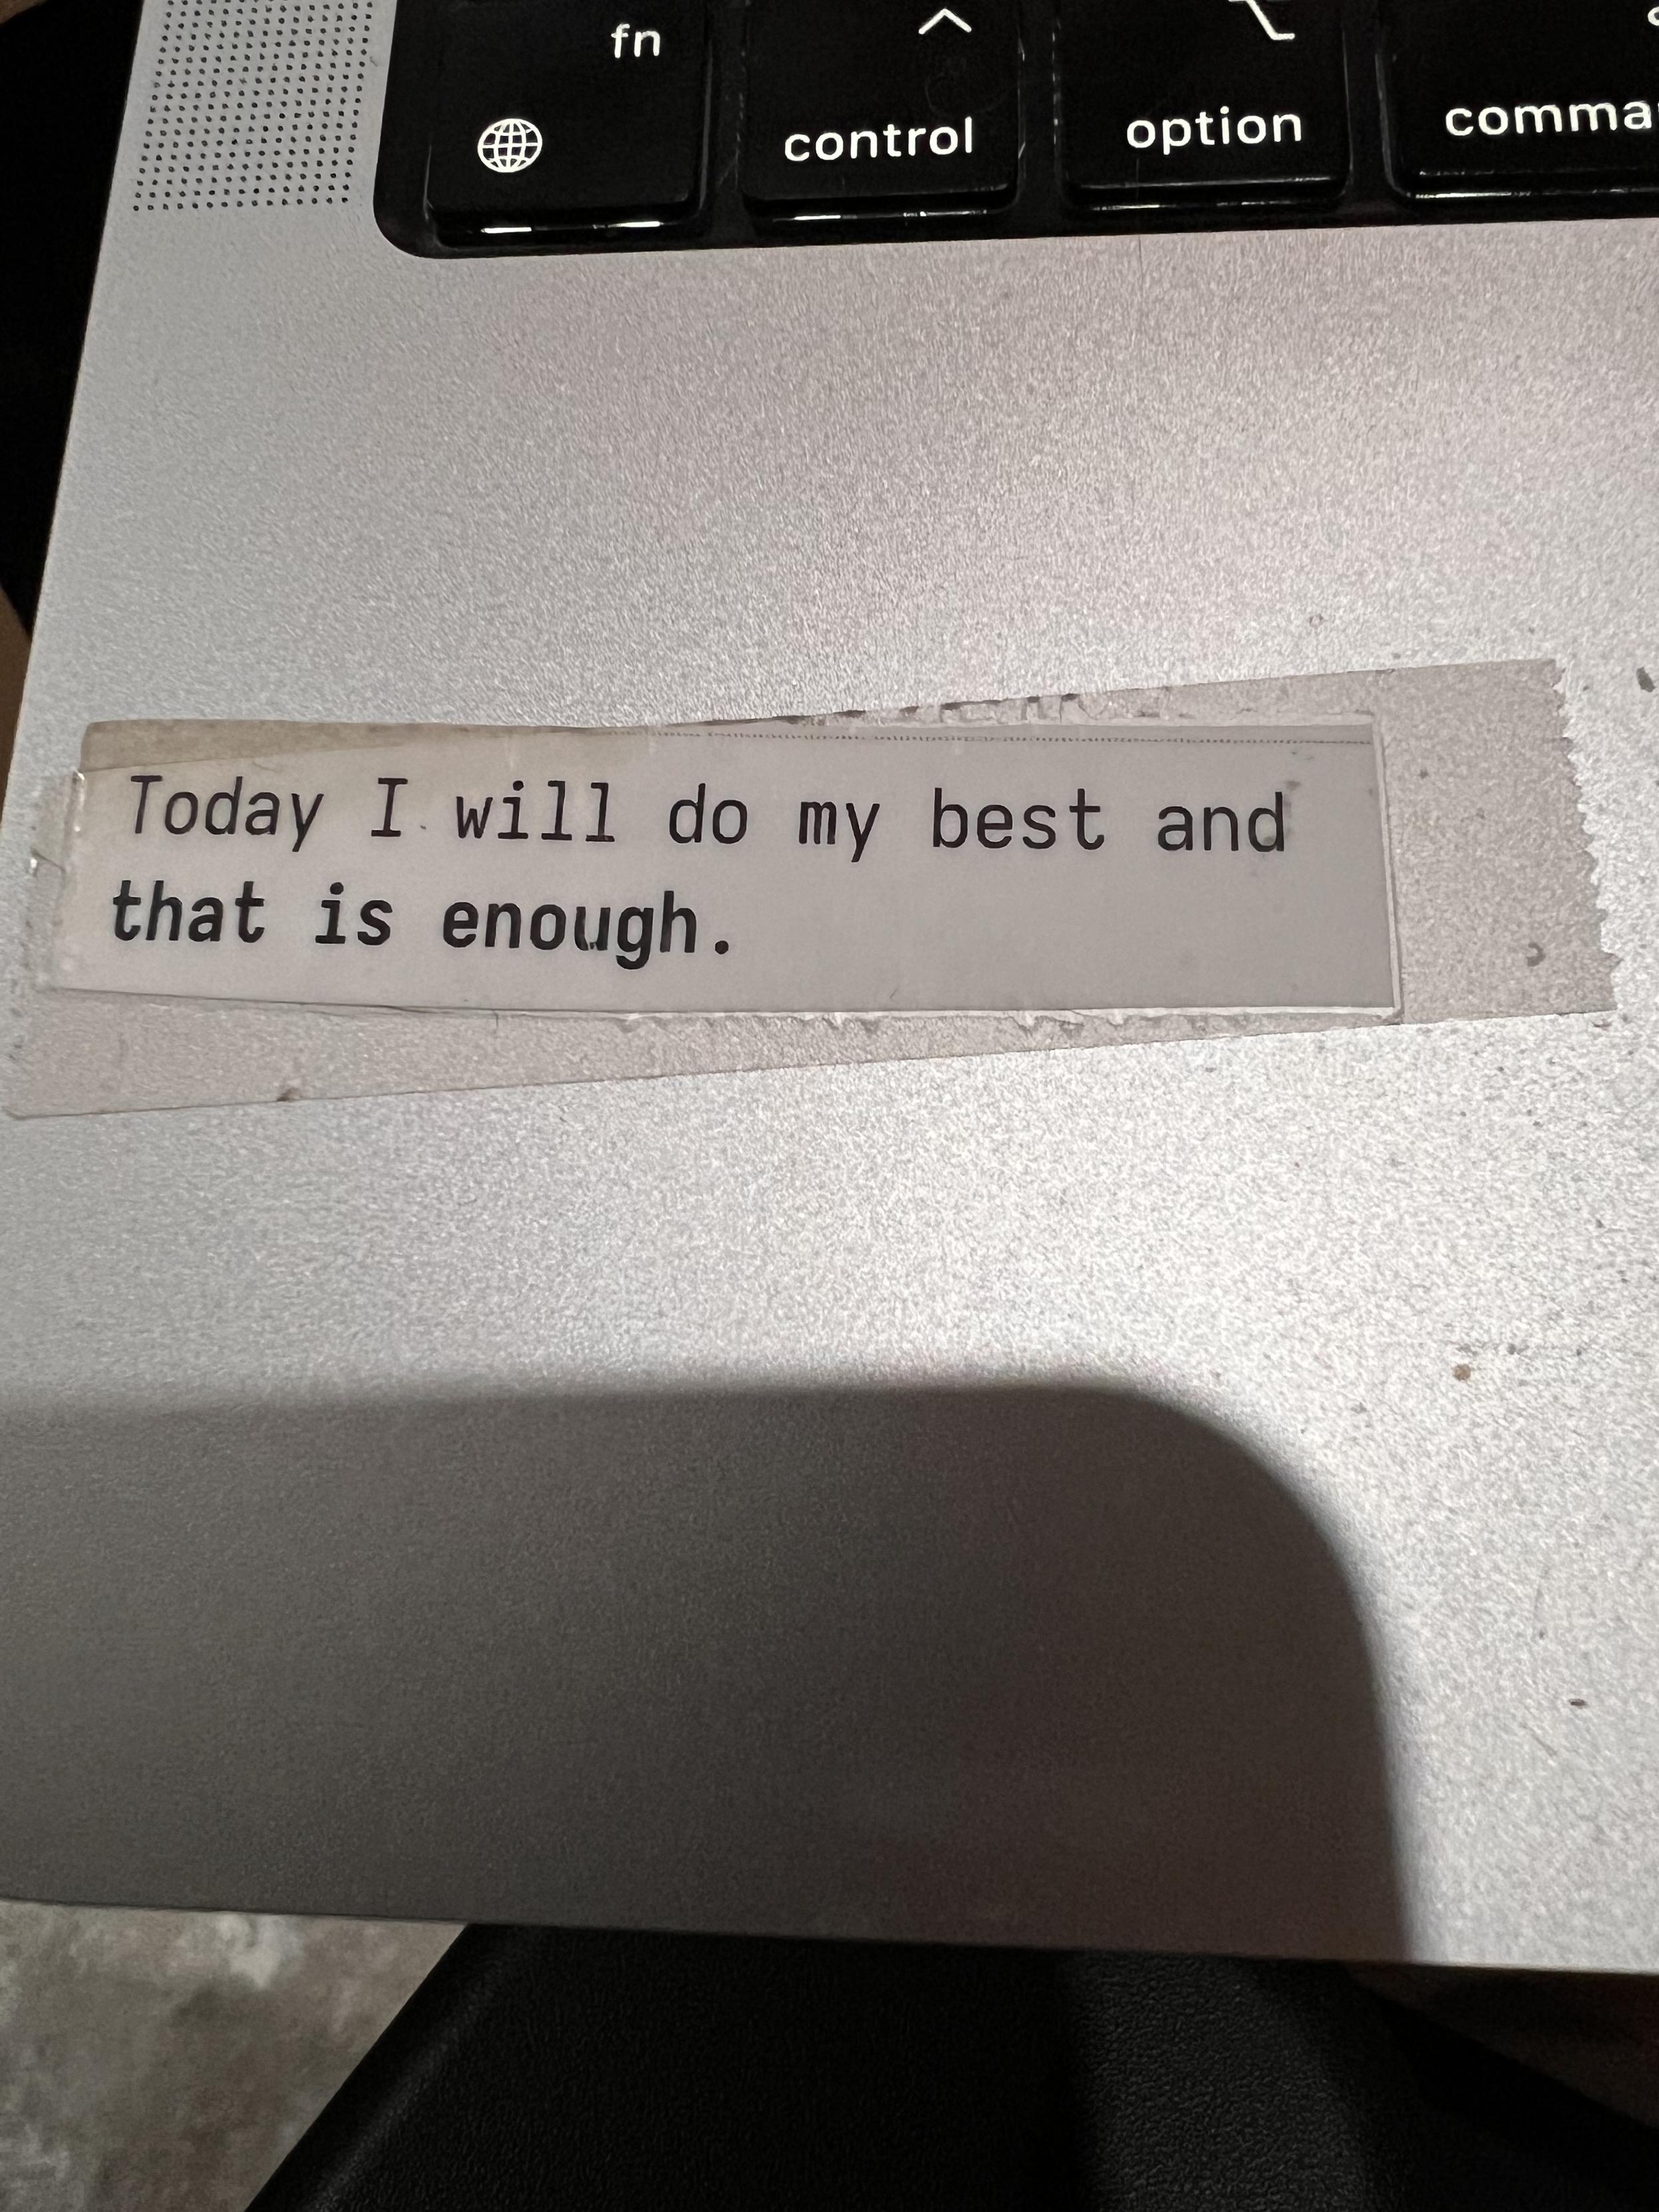 fn
control option
Today I will do my best and
that is enough.